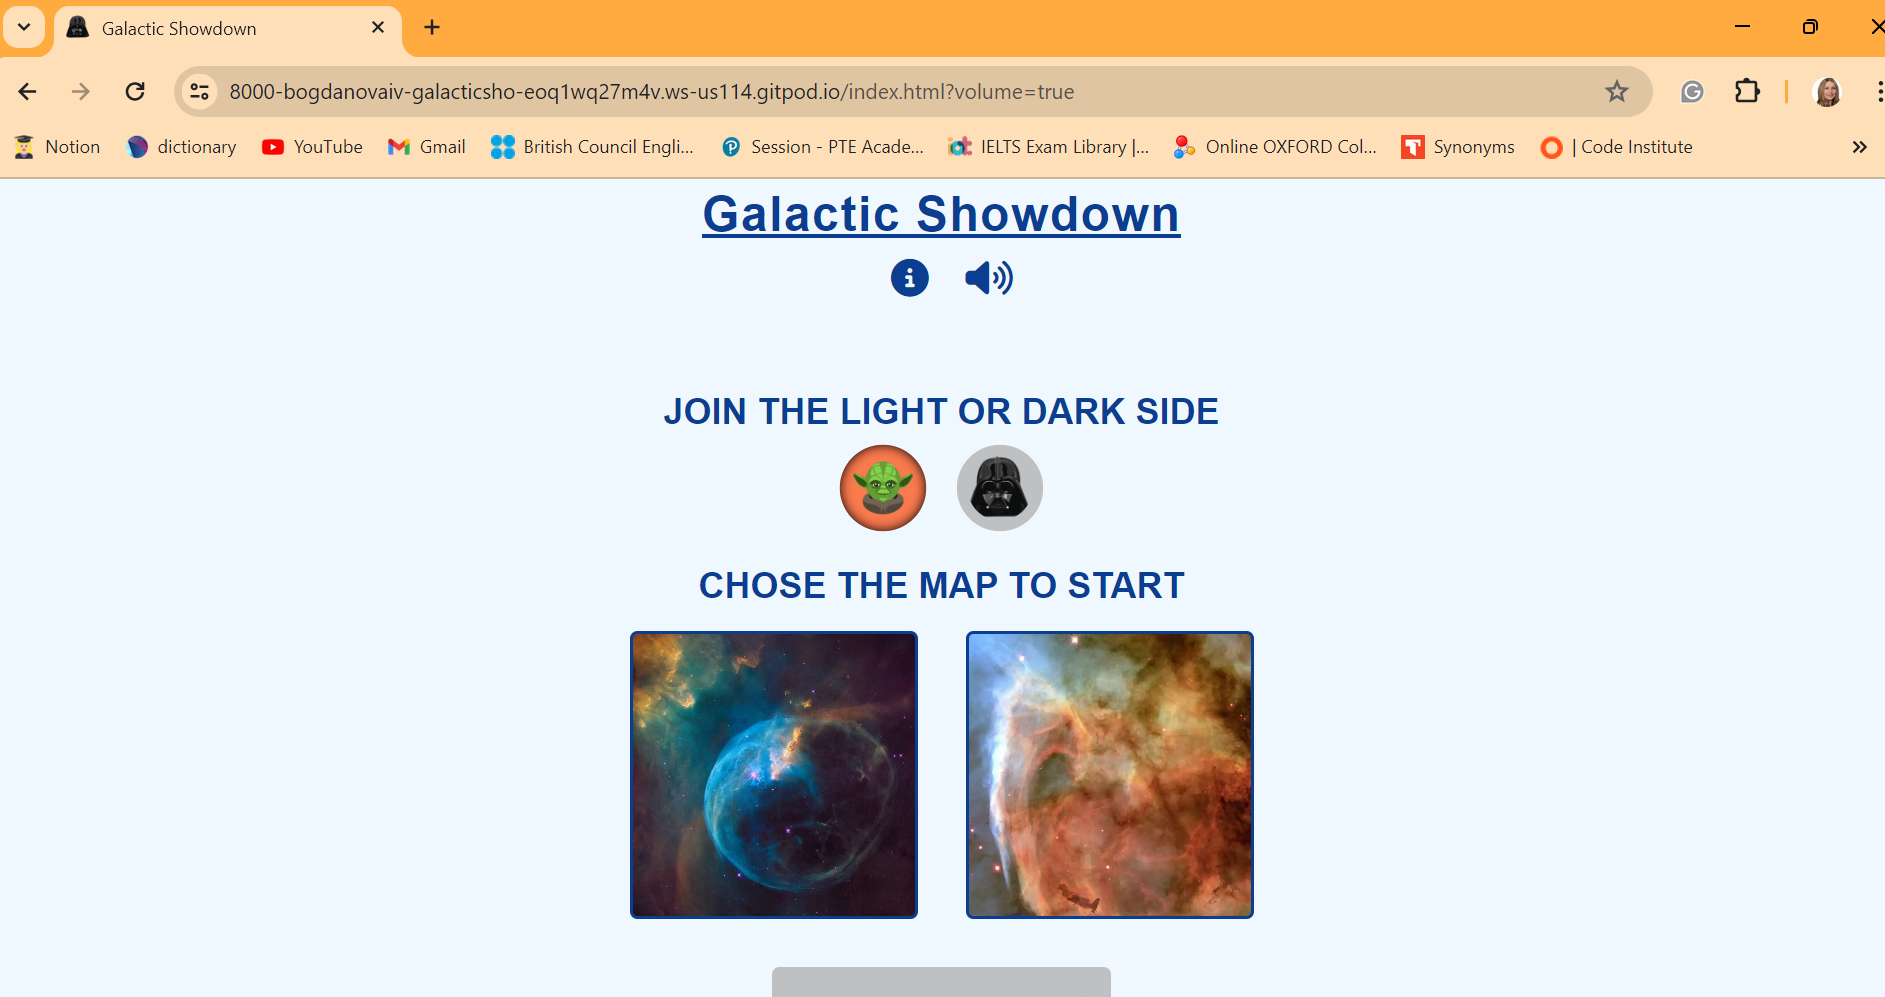 Galactic Showdown
8000-bogdanovaiv-galacticsho-eoq1wq27m4v.ws-us114.gitpod.io/index.html?volume=true
Notion dictionary YouTube Gmail British Council Engli... Session - PTE Acade... IELTS Exam Library |... Online OXFORD Col... Synonyms | Code Institute
Galactic Showdown
JOIN THE LIGHT OR DARK SIDE
CHOSE THE MAP TO START